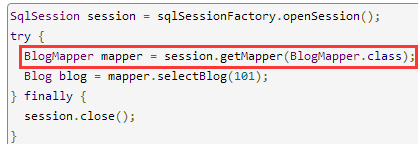 SqlSession session = sqlSessionFactory.openSession();
try {
  BlogMapper mapper = session.getMapper(BlogMapper.class);
  Blog blog = mapper.selectBlog(101);
} finally {
  session.close();
}